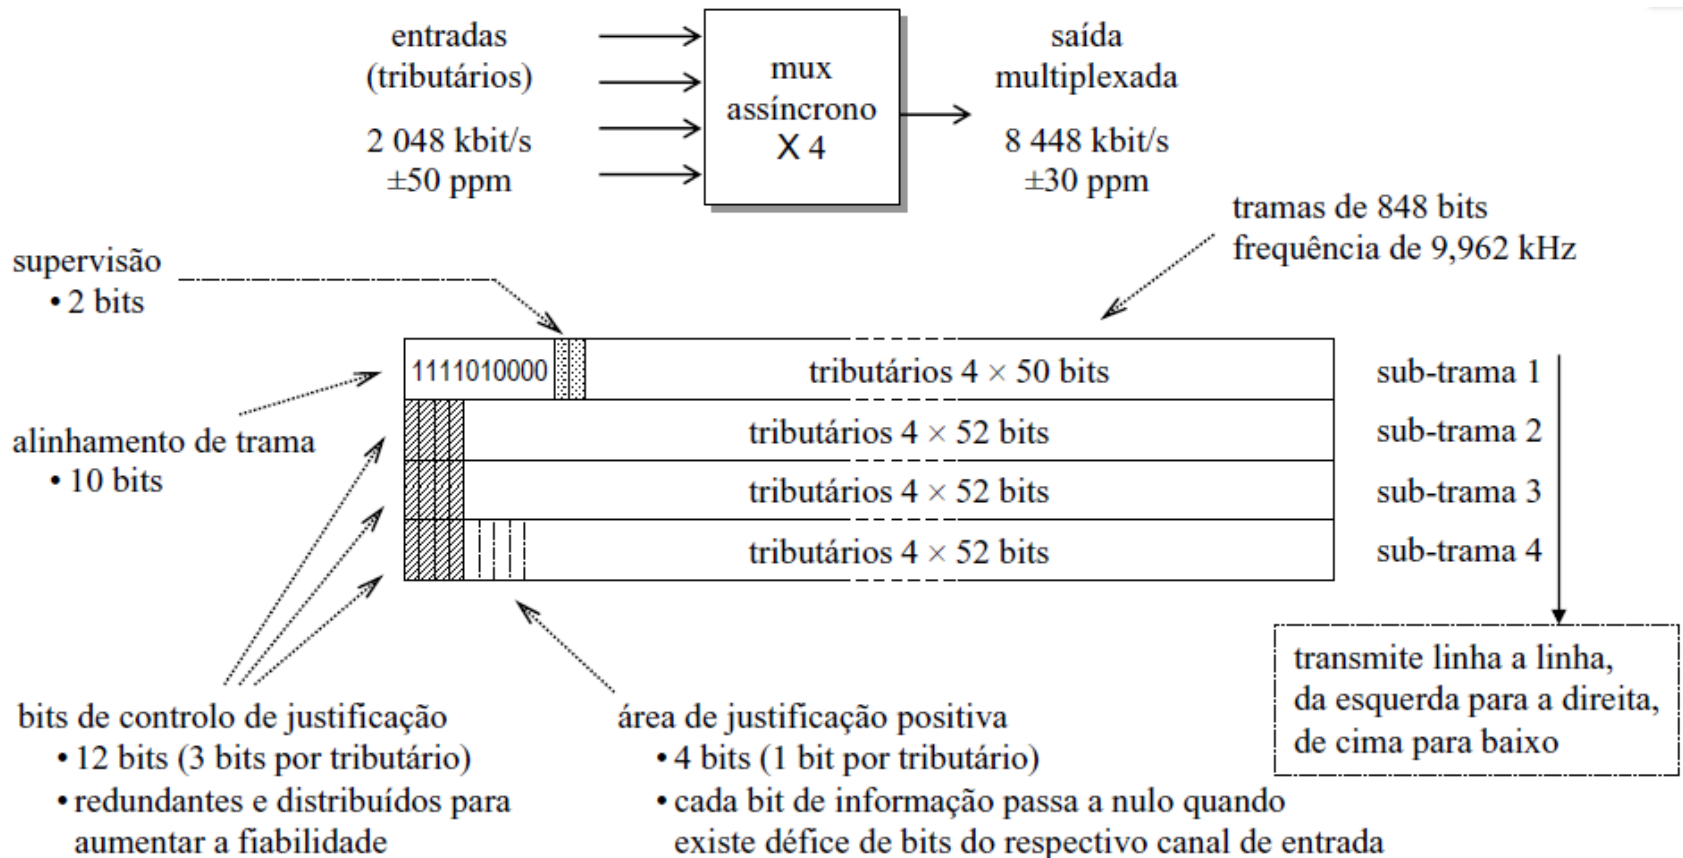 entradas
(tributários)
2 048 kbit/s
±50 ppm
mux
assíncrono
X 4
saída
multiplexada
8 448 kbit/s
±30 ppm
tramas de 848 bits
frequência de 9,962 kHz
supervisão
• 2 bits
alinhamento de trama
• 10 bits
1111010000
tributários 4 × 50 bits
sub-trama 1
tributários 4 × 52 bits
sub-trama 2
tributários 4 × 52 bits
sub-trama 3
tributários 4 × 52 bits
sub-trama 4
bits de controlo de justificação
• 12 bits (3 bits por tributário)
• redundantes e distribuídos para
aumentar a fiabilidade
área de justificação positiva
• 4 bits (1 bit por tributário)
• cada bit de informação passa a nulo quando
existe défice de bits do respectivo canal de entrada
transmite linha a linha,
da esquerda para a direita,
de cima para baixo